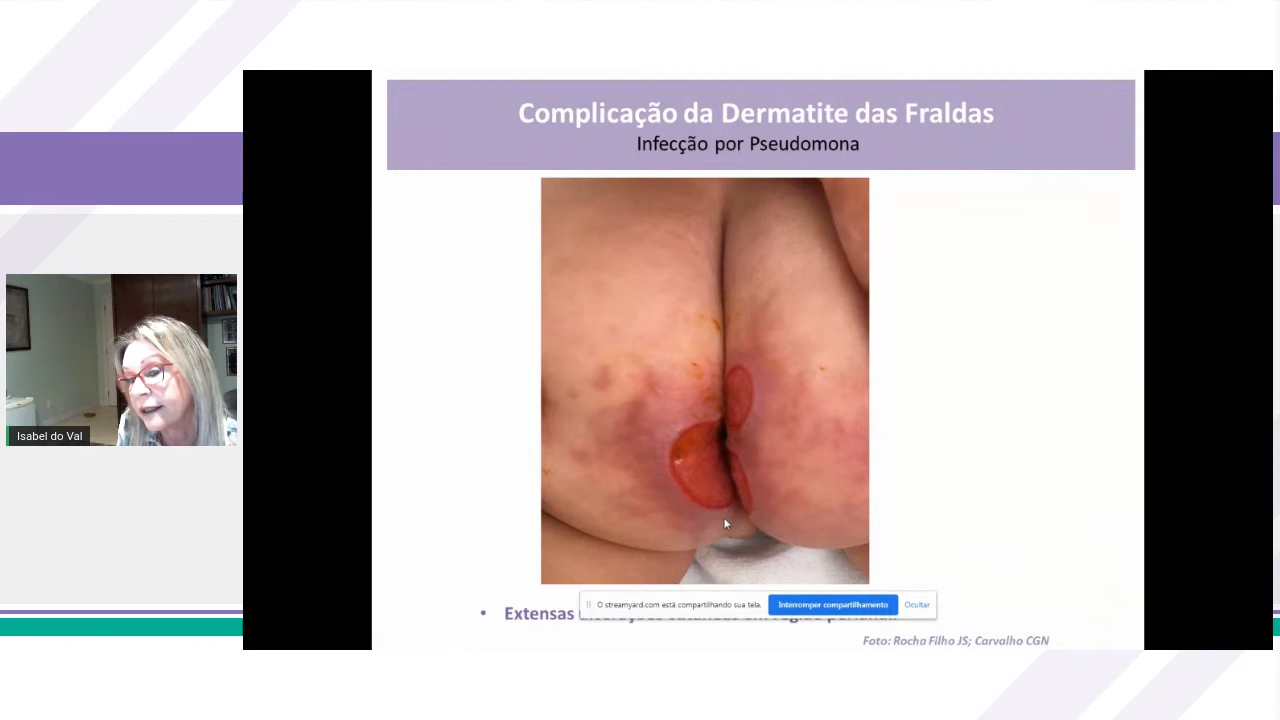 Complicação da Dermatite das Fraldas
Infecção por Pseudomona
Isabel do Val
O streamyard.com está compartilhando sua tela. Interromper compartilhamento Ocultar
• Extensas
Foto: Rocha Filho JS; Carvalho CGN